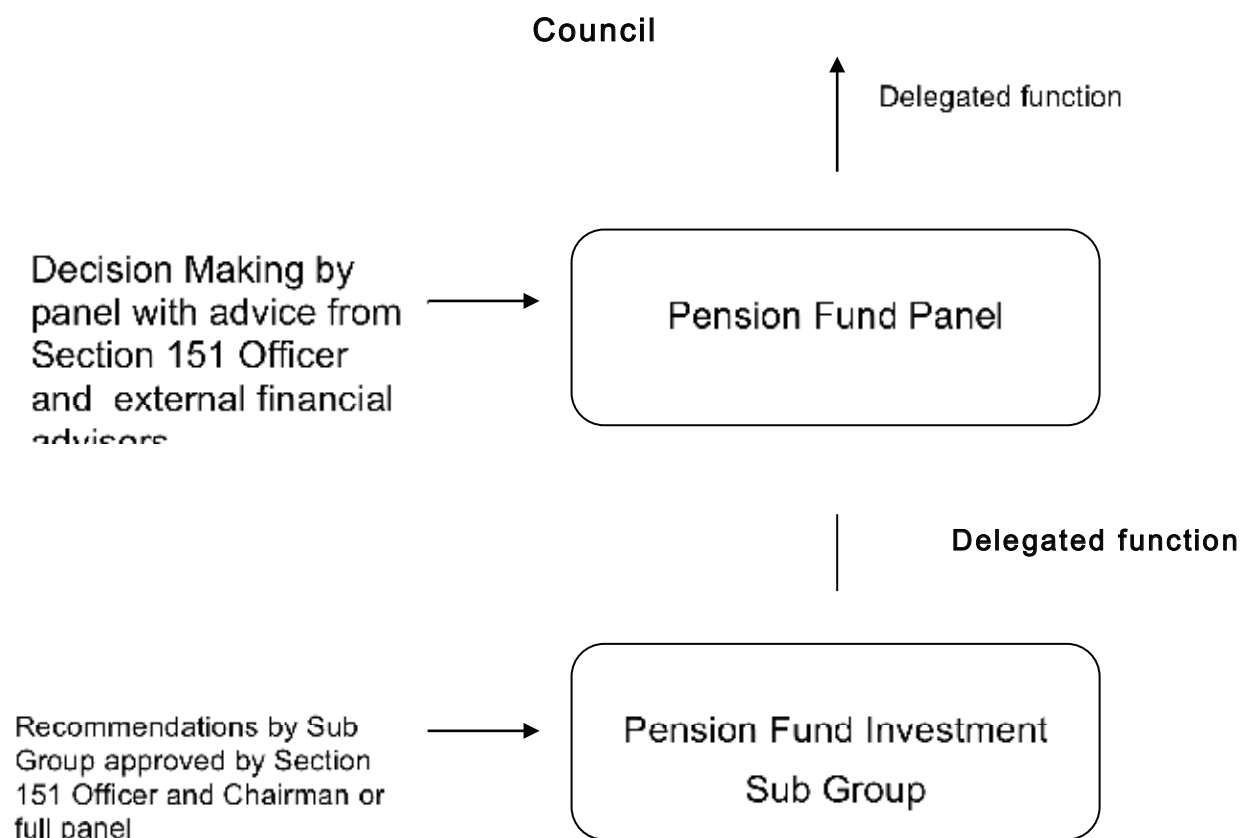 Council
Delegated function
Decision Making by
panel with advice from
Section 151 Officer
and external financial
advisors
Pension Fund Panel
Delegated function
Recommendations by Sub
Group approved by Section
151 Officer and Chairman or
full panel
Pension Fund Investment
Sub Group